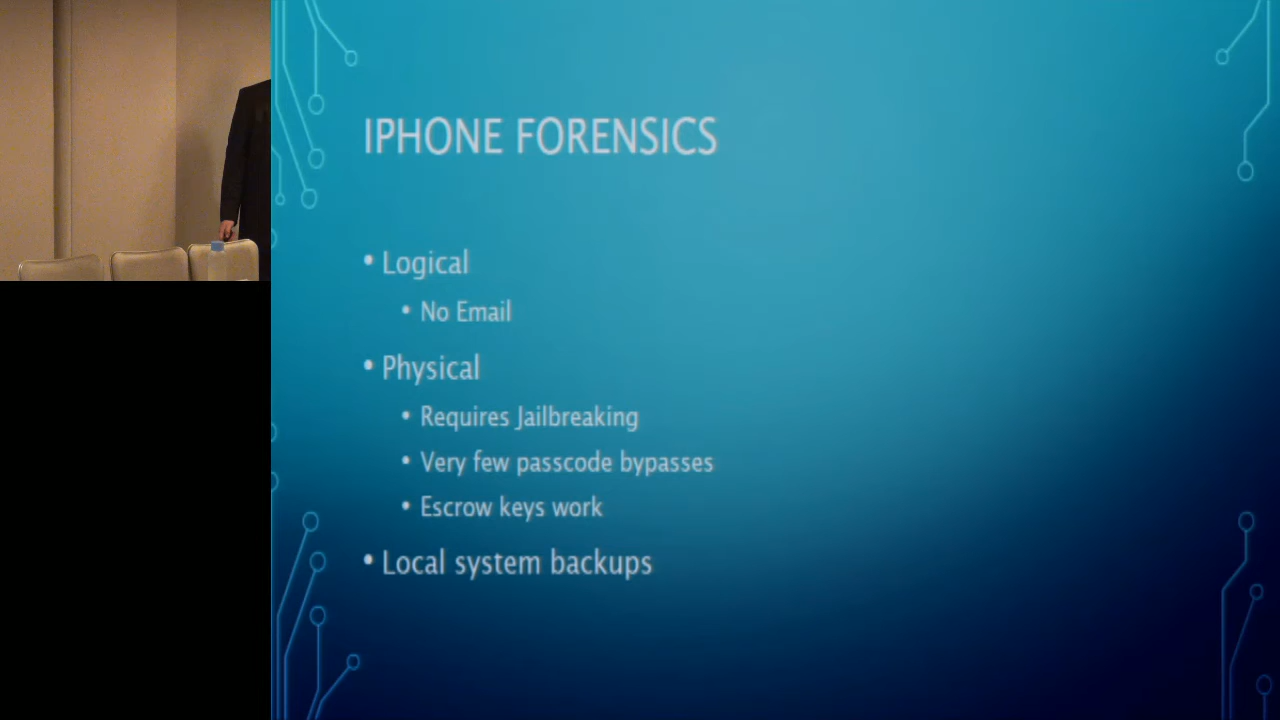 IPHONE FORENSICS
• Logical
• No Email
• Physical
• Requires Jailbreaking
• Very few passcode bypasses
• Escrow keys work
• Local system backups